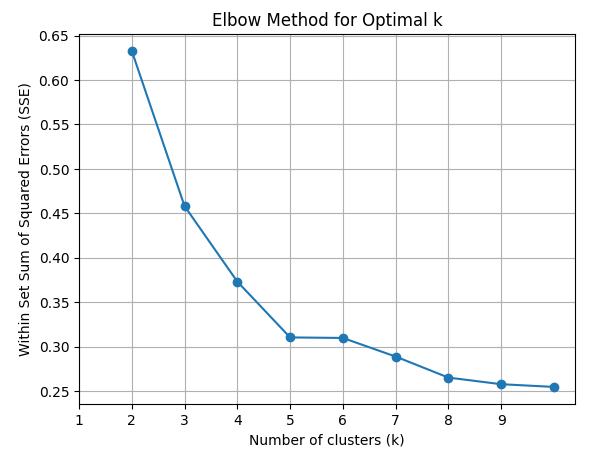 Elbow Method for Optimal k
0.65
0.60
0.55
0.50
0.45
0.40
0.35
0.30
0.25
Within Set Sum of Squared Errors (SSE)
1 2 3 4 5 6 7 8 9
Number of clusters (k)